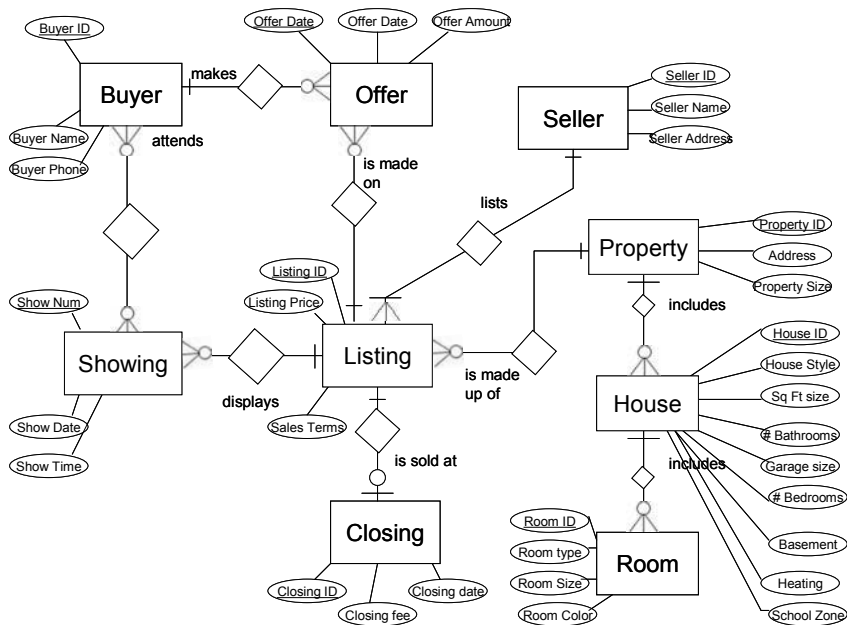 Buyer ID
Offer Date
Offer Date
Offer Amount
makes
Buyer
Offer
Seller ID
Seller Name
Seller Address
Seller
Buyer Name
Buyer Phone
attends
is made
on
lists
Property ID
Address
Property Size
Property
Listing ID
Listing Price
includes
Show Num
Showing
Listing
displays
is made
up of
House ID
House Style
Sq Ft size
# Bathrooms
Garage size
# Bedrooms
Basement
Heating
School Zone
House
Show Date
Show Time
Sales Terms
is sold at
includes
Closing
Room ID
Room type
Room Size
Room Color
Room
Closing ID
Closing fee
Closing date